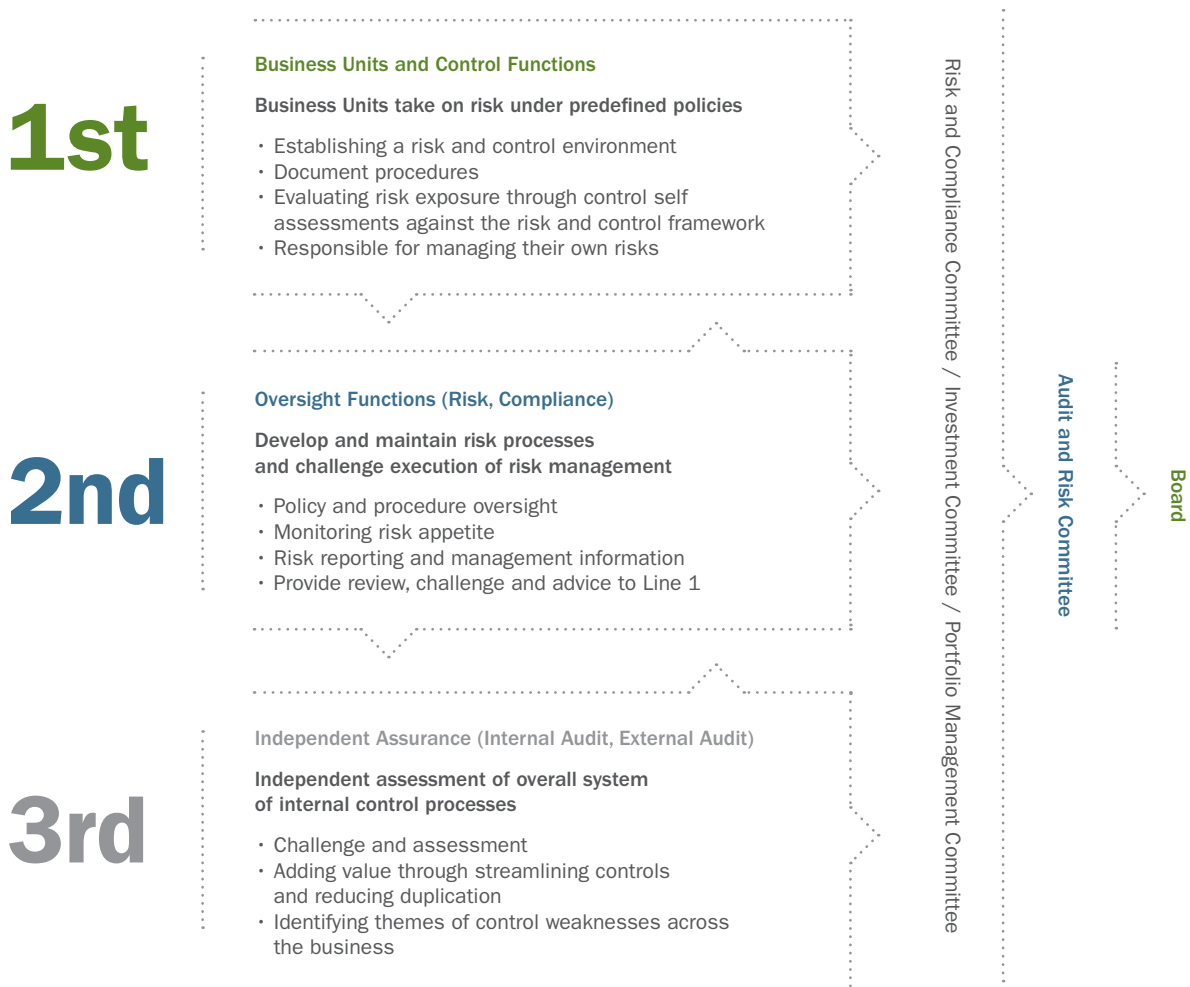 1st
Business Units and Control Functions
Business Units take on risk under predefined policies
· Establishing a risk and control environment
· Document procedures
· Evaluating risk exposure through control self
assessments against the risk and control framework
· Responsible for managing their own risks
2nd
Oversight Functions (Risk, Compliance)
Develop and maintain risk processes
and challenge execution of risk management
· Policy and procedure oversight
· Monitoring risk appetite
· Risk reporting and management information
· Provide review, challenge and advice to Line 1
3rd
Independent Assurance (Internal Audit, External Audit)
Independent assessment of overall system
of internal control processes
· Challenge and assessment
· Adding value through streamlining controls
and reducing duplication
· Identifying themes of control weaknesses across
the business
Risk and Compliance Committee / Investment Committee / Portfolio Management Committee
Audit and Risk Committee
Board